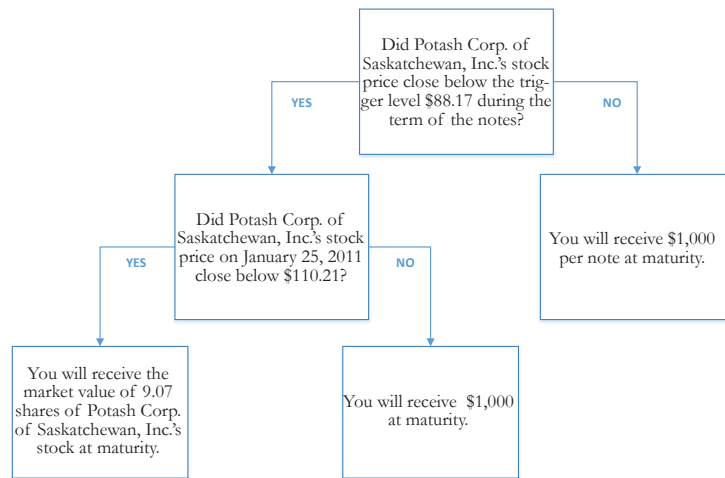 Did Potash Corp. of
Saskatchewan, Inc.'s stock
price close below the trig-
ger level $88.17 during the
term of the notes?
YES
NO
Did Potash Corp. of
Saskatchewan, Inc.'s stock
price on January 25, 2011
close below $110.21?
You will receive $1,000
per note at maturity.
YES
NO
You will receive the
market value of 9.07
shares of Potash Corp.
of Saskatchewan, Inc.'s
stock at maturity.
You will receive $1,000
at maturity.